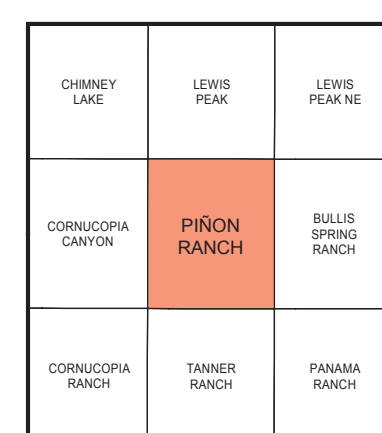 CHIMNEY
LAKE
LEWIS
PEAK
LEWIS
PEAK NE
CORNUCOPIA
CANYON
PIÑON
RANCH
BULLIS
SPRING
RANCH
CORNUCOPIA
RANCH
TANNER
RANCH
PANAMA
RANCH